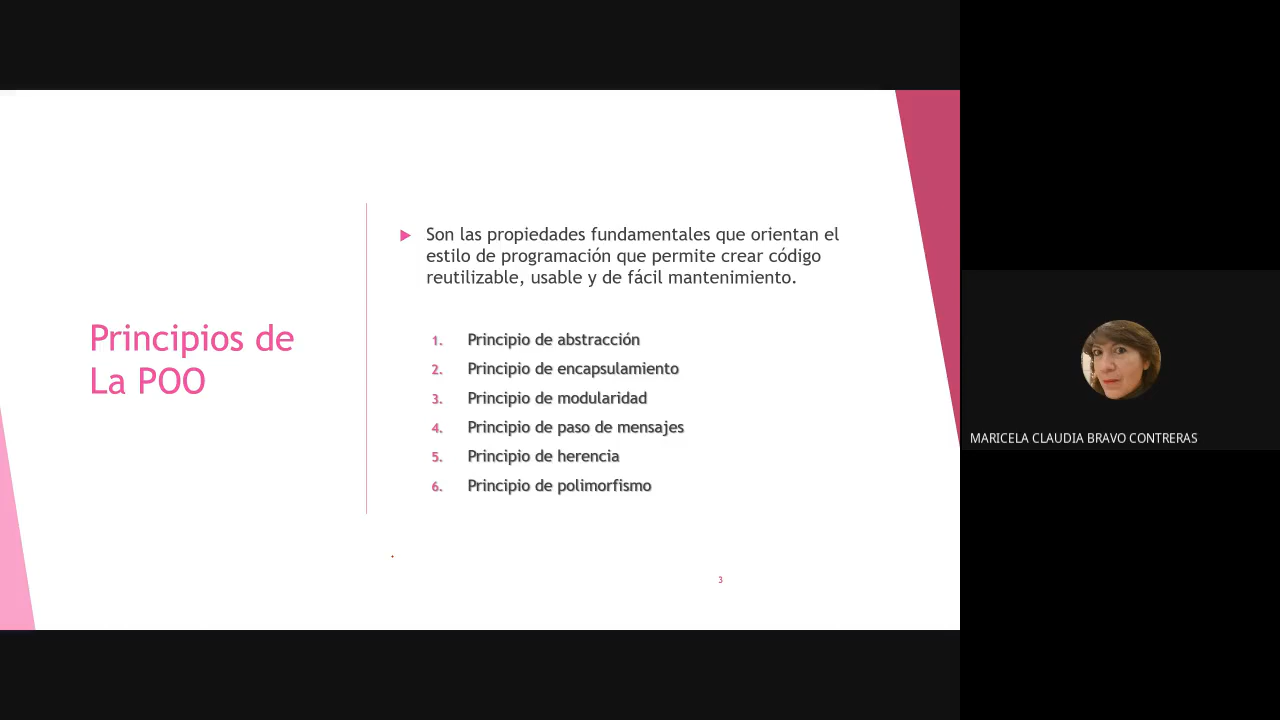 Principios de
La POO
Son las propiedades fundamentales que orientan el
estilo de programación que permite crear código
reutilizable, usable y de fácil mantenimiento.
1. Principio de abstracción
2. Principio de encapsulamiento
3. Principio de modularidad
4. Principio de paso de mensajes
5. Principio de herencia
6. Principio de polimorfismo
3
MARICELA CLAUDIA BRAVO CONTRERAS